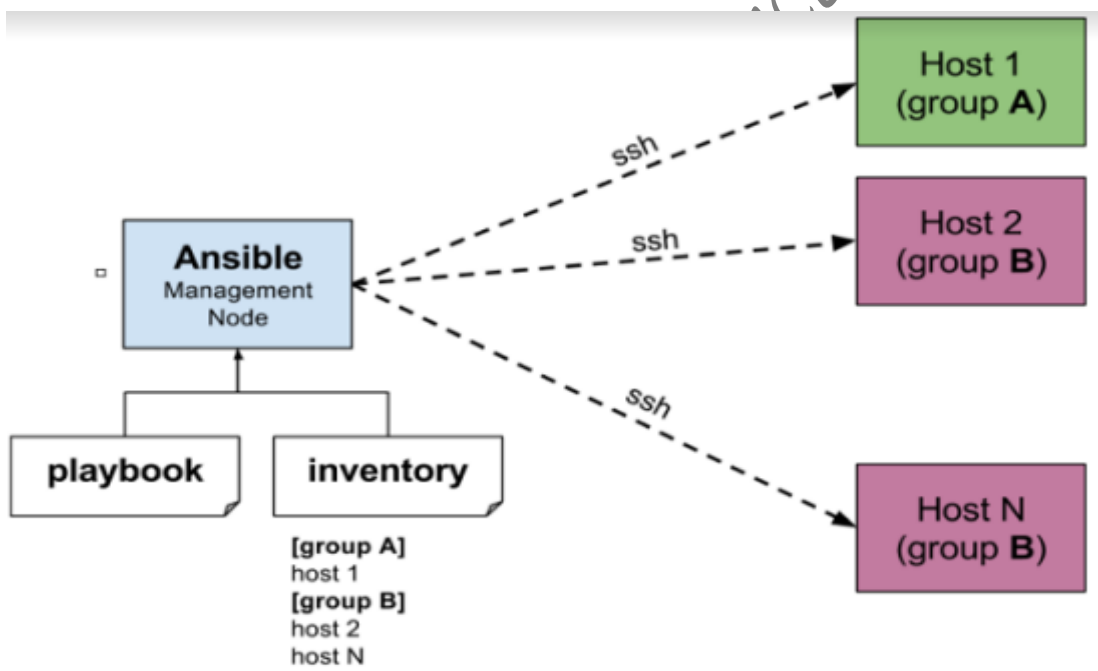 Host 1
(group A)
ssh
Host 2
(group B)
ssh
Ansible
Management
Node
ssh
playbook
inventory
Host N
(group B)
[group A]
host 1
[group B]
host 2
host N